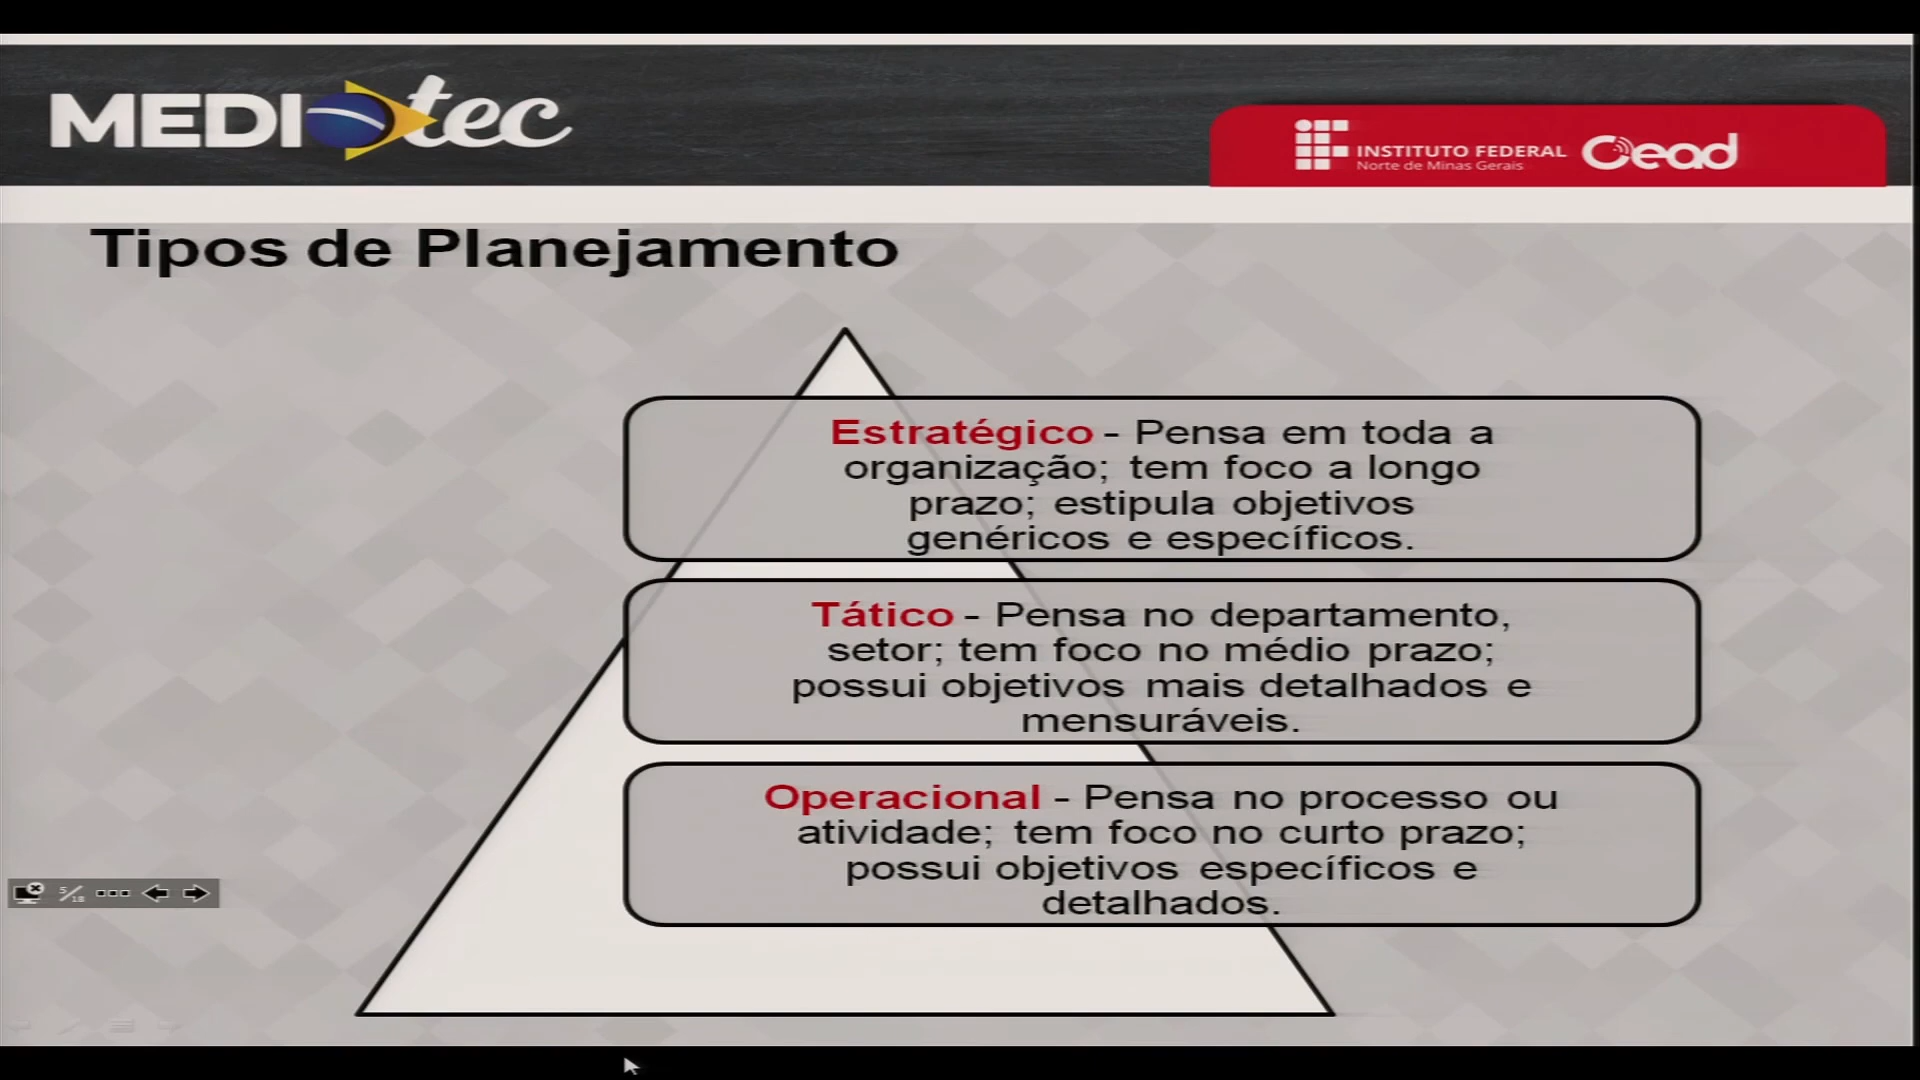 MEDIOtec
INSTITUTO FEDERAL
Norte de Minas Gerais
Cead
Tipos de Planejamento
Estratégico - Pensa em toda a
organização; tem foco a longo
prazo; estipula objetivos
genéricos e específicos.
Tático - Pensa no departamento,
setor; tem foco no médio prazo;
possui objetivos mais detalhados e
mensuráveis.
Operacional - Pensa no processo ou
atividade; tem foco no curto prazo;
possui objetivos específicos e
detalhados.
5/18